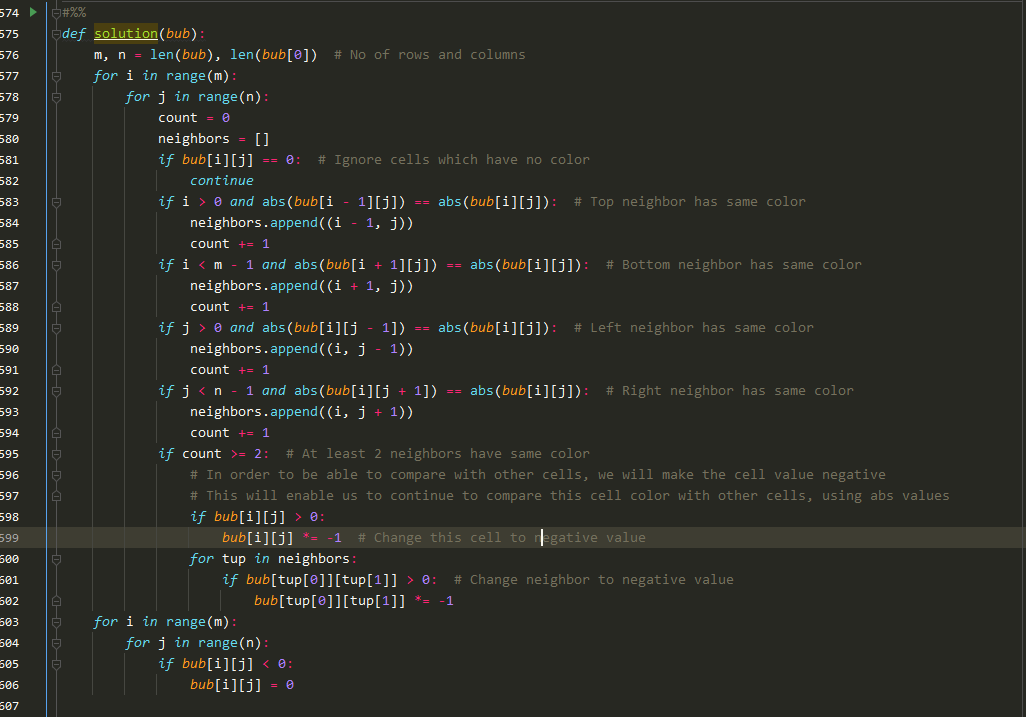 574 #%%
575 def solution(bub):
576     m, n = len(bub), len(bub[0])  # No of rows and columns
577     for i in range(m):
578         for j in range(n):
579             count = 0
580             neighbors = []
581             if bub[i][j] == 0:  # Ignore cells which have no color
582                 continue
583             if i > 0 and abs(bub[i - 1][j]) == abs(bub[i][j]):  # Top neighbor has same color
584                 neighbors.append((i - 1, j))
585                 count += 1
586             if i < m - 1 and abs(bub[i + 1][j]) == abs(bub[i][j]):  # Bottom neighbor has same color
587                 neighbors.append((i + 1, j))
588                 count += 1
589             if j > 0 and abs(bub[i][j - 1]) == abs(bub[i][j]):  # Left neighbor has same color
590                 neighbors.append((i, j - 1))
591                 count += 1
592             if j < n - 1 and abs(bub[i][j + 1]) == abs(bub[i][j]):  # Right neighbor has same color
593                 neighbors.append((i, j + 1))
594                 count += 1
595             if count >= 2:  # At least 2 neighbors have same color
596                 # In order to be able to compare with other cells, we will make the cell value negative
597                 # This will enable us to continue to compare this cell color with other cells, using abs values
598                 if bub[i][j] > 0:
599                     bub[i][j] *= -1  # Change this cell to negative value
600                 for tup in neighbors:
601                     if bub[tup[0]][tup[1]] > 0:  # Change neighbor to negative value
602                         bub[tup[0]][tup[1]] *= -1
603     for i in range(m):
604         for j in range(n):
605             if bub[i][j] < 0:
606                 bub[i][j] = 0
607